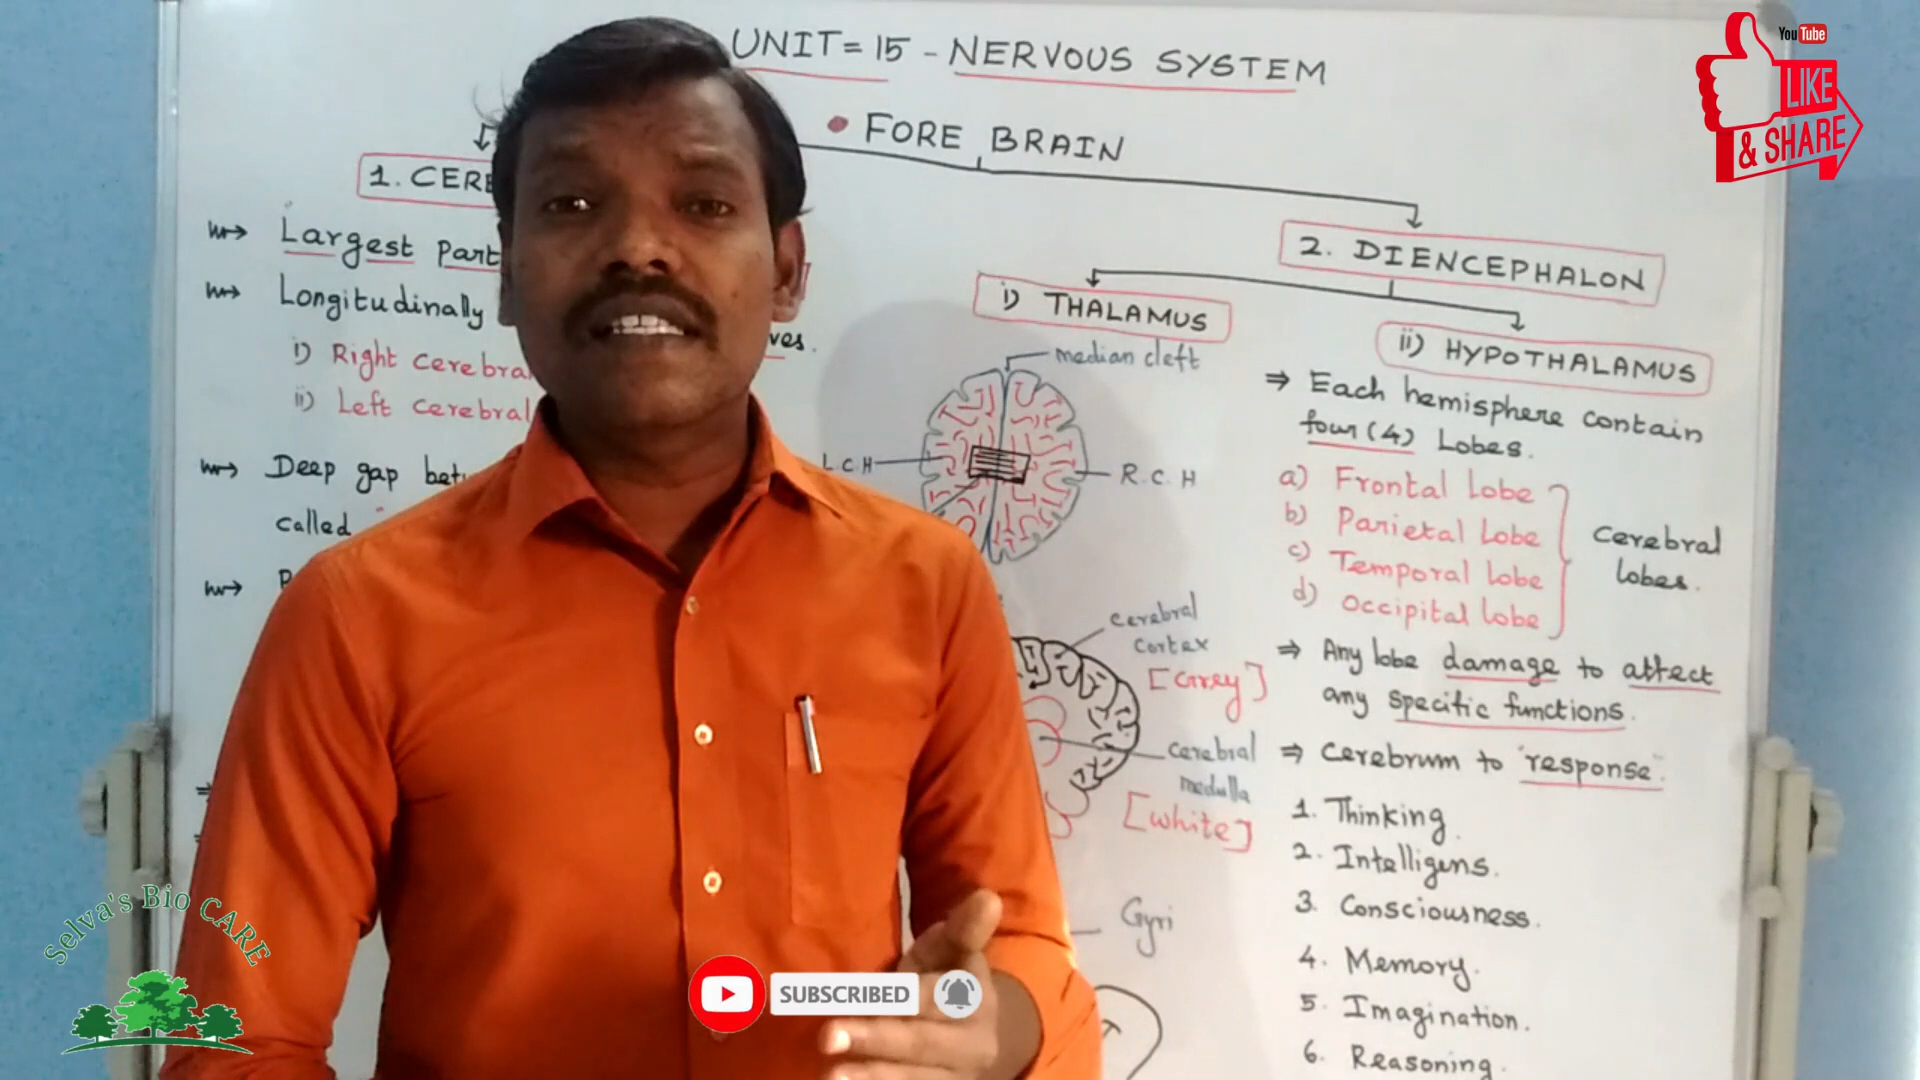 UNIT= 15 - NERVOUS SYSTEM
YouTube
LIKE
& SHARE
• FORE BRAIN
1. CERE
Largest Part
Longitudinally
ves.
i) Right cerebral
ii) Left cerebral
Deep gap bet
called
2. DIENCEPHALON
i) THALAMUS
ii) HYPOTHALAMUS
median cleft
L.C.H
R.C.H
cerebral
cortex
[Grey]
cerebral
medulla
[white]
Gyri
⇒ Each hemisphere contain
four (4) Lobes.
a) Frontal lobe
b) Parietal Lobe
c) Temporal lobe
d) occipital lobe
cerebral
lobes.
⇒ Any lobe damage to affect
any specific functions.
⇒ cerebrum to "response".
1. Thinking.
2. Intelligens.
3. Consciousness.
4. Memory.
5. Imagination.
6. Reasoning.
Selva's Bio CARE
SUBSCRIBED